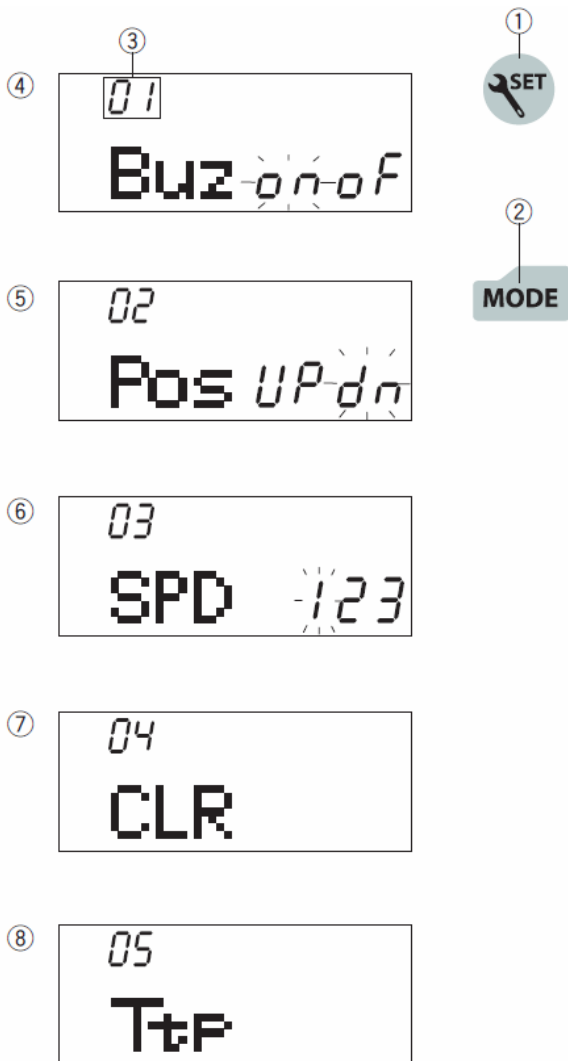 ③
①
④
01
SET
Buz on oF
②
⑤
02
MODE
Pos UP dn
⑥
03
SPD 123
⑦
04
CLR
⑧
05
Ttp